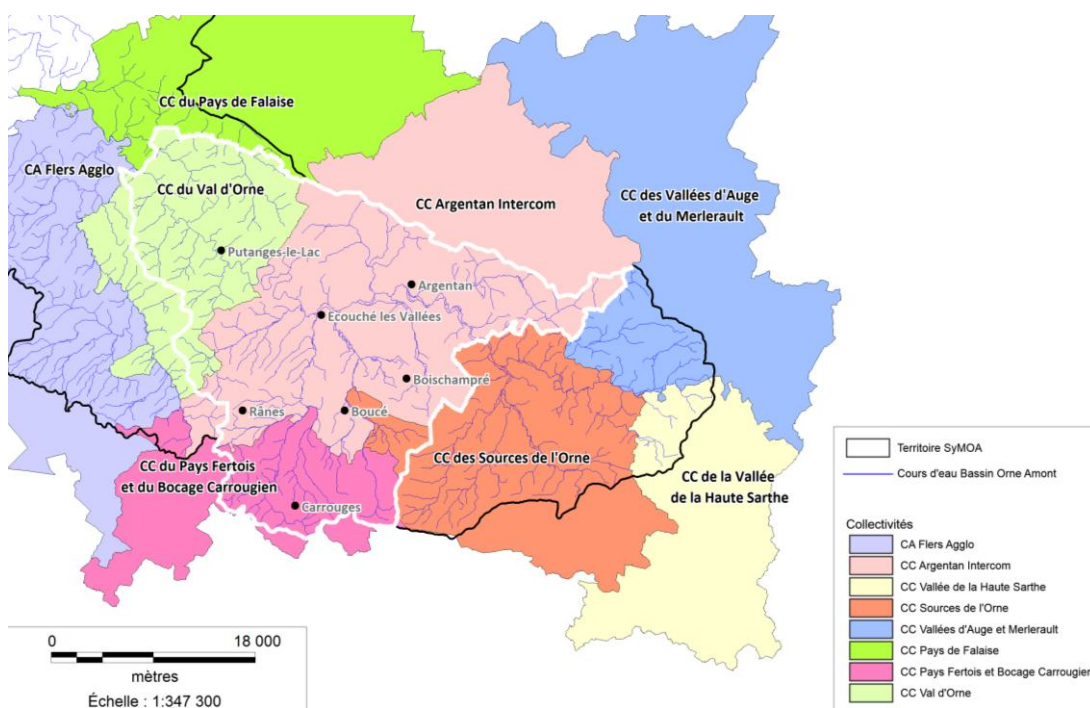 CC du Pays de Falaise
CA Flers Agglo
CC du Val d'Orne
CC Argentan Intercom
CC des Vallées d'Auge
et du Merlerault
Putanges-le-Lac
Argentan
Ecouché les Vallées
Boischampré
Rânes
Boucé
CC du Pays Fertois
et du Bocage Carrougien
CC des Sources de l'Orne
CC de la Vallée
de la Haute Sarthe
Carrouges
0
18 000
mètres
Échelle : 1:347 300
Territoire SyMOA
Cours d'eau Bassin Orne Amont
Collectivités
CA Flers Agglo
CC Argentan Intercom
CC Vallée de la Haute Sarthe
CC Sources de l'Orne
CC Vallées d'Auge et Merlerault
CC Pays de Falaise
CC Pays Fertois et Bocage Carrougien
CC Val d'Orne